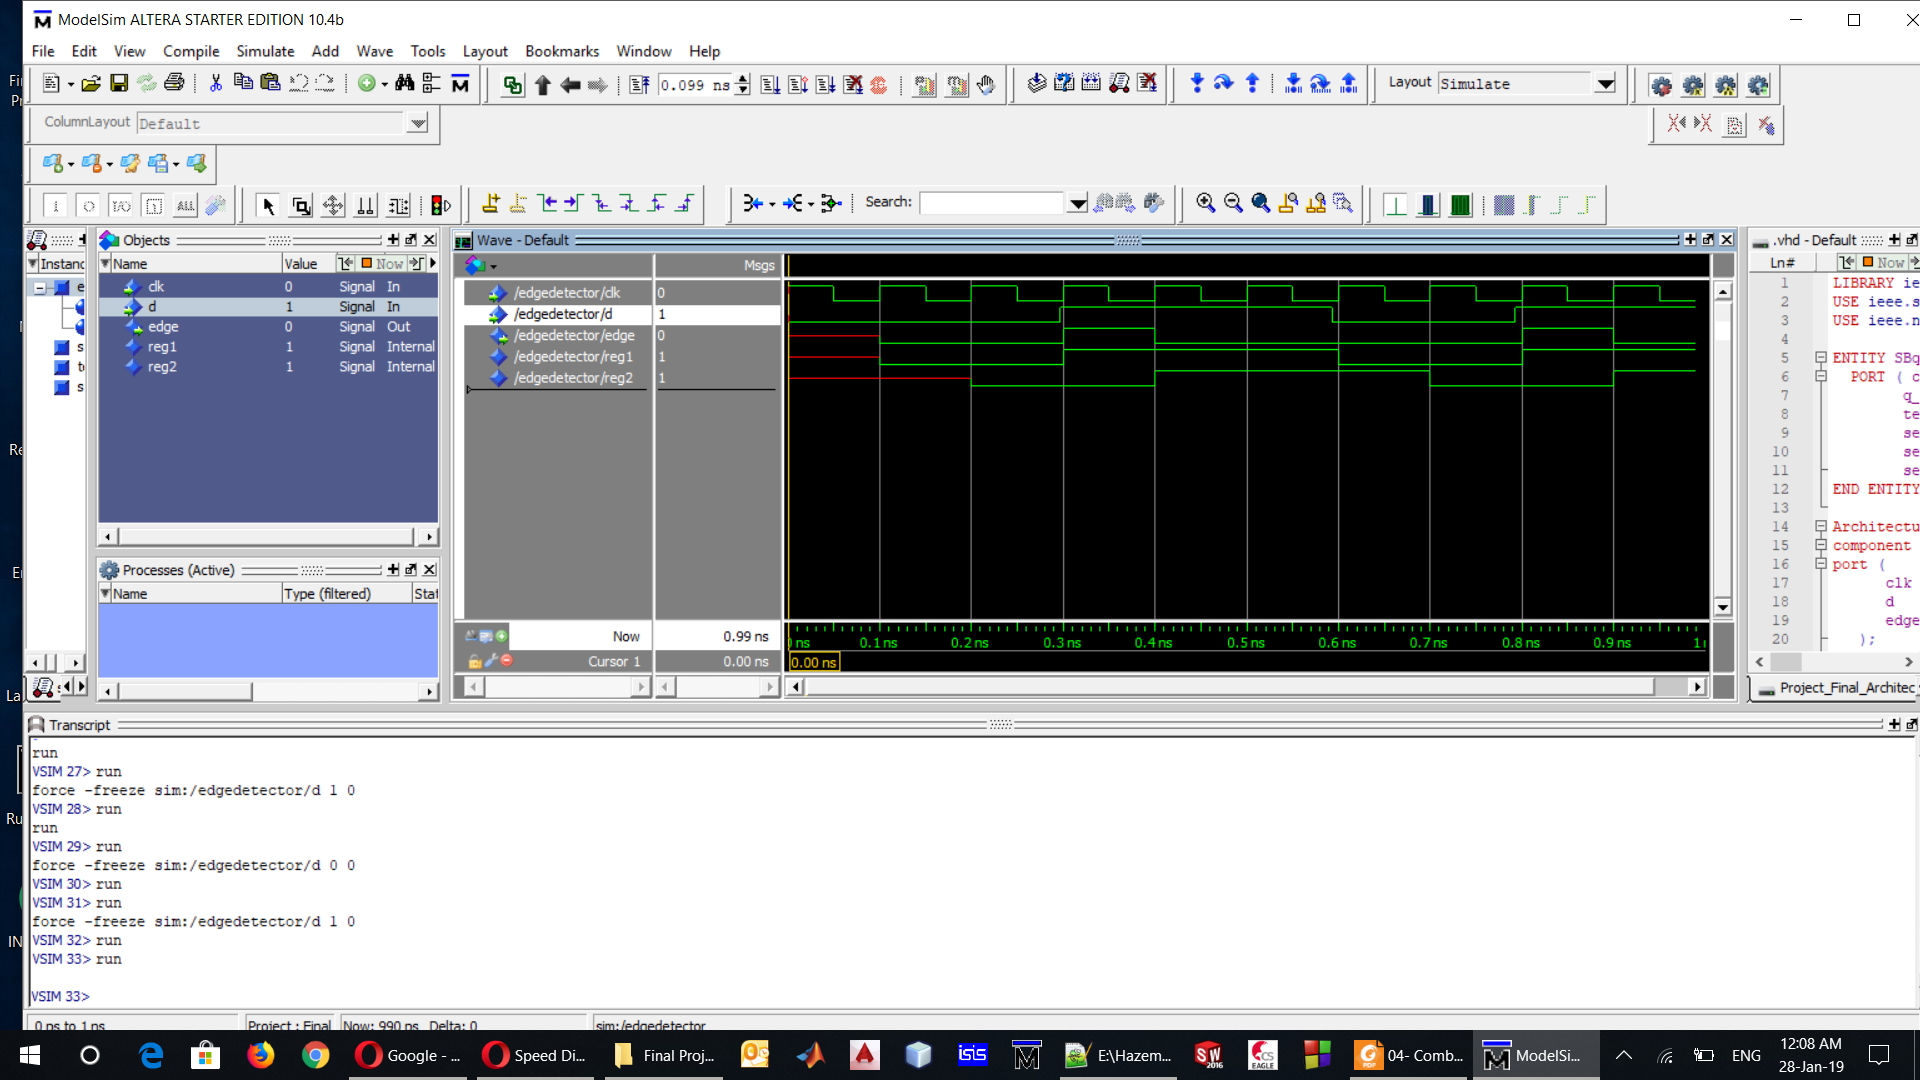 ModelSim ALTERA STARTER EDITION 10.4b
File Edit View Compile Simulate Add Wave Tools Layout Bookmarks Window Help
0.099 ns
Layout Simulate
ColumnLayout Default
I/O ALL
Search:
Objects
Name Value Now
clk 0 Signal In
d 1 Signal In
edge 0 Signal Out
reg1 1 Signal Internal
reg2 1 Signal Internal
Instanc
e
s
t
s
Processes (Active)
Name Type (filtered) Stat
Wave - Default
Msgs
/edgedetector/clk 0
/edgedetector/d 1
/edgedetector/edge 0
/edgedetector/reg1 1
/edgedetector/reg2 1
Now 0.99 ns
Cursor 1 0.00 ns
ns 0.1 ns 0.2 ns 0.3 ns 0.4 ns 0.5 ns 0.6 ns 0.7 ns 0.8 ns 0.9 ns 1
0.00 ns
.vhd - Default
Ln# Now
1 LIBRARY ie
2 USE ieee.s
3 USE ieee.n
4
5 ENTITY SBq
6 PORT ( c
7 q_
8 te
9 se
10 se
11 se
12 END ENTITY
13
14 Architectu
15 component
16 port (
17 clk
18 d
19 edge
20 );
Project_Final_Architec
Transcript
run
VSIM 27> run
force -freeze sim:/edgedetector/d 1 0
VSIM 28> run
run
VSIM 29> run
force -freeze sim:/edgedetector/d 0 0
VSIM 30> run
VSIM 31> run
force -freeze sim:/edgedetector/d 1 0
VSIM 32> run
VSIM 33> run
VSIM 33>
0 ps to 1 ns Project : Final Now: 990 ps Delta: 0 sim:/edgedetector
Google - ... Speed Di... Final Proj... isis E:\Hazem... SW 2016 CS EAGLE 04- Comb... ModelSi... ENG 12:08 AM
28-Jan-19